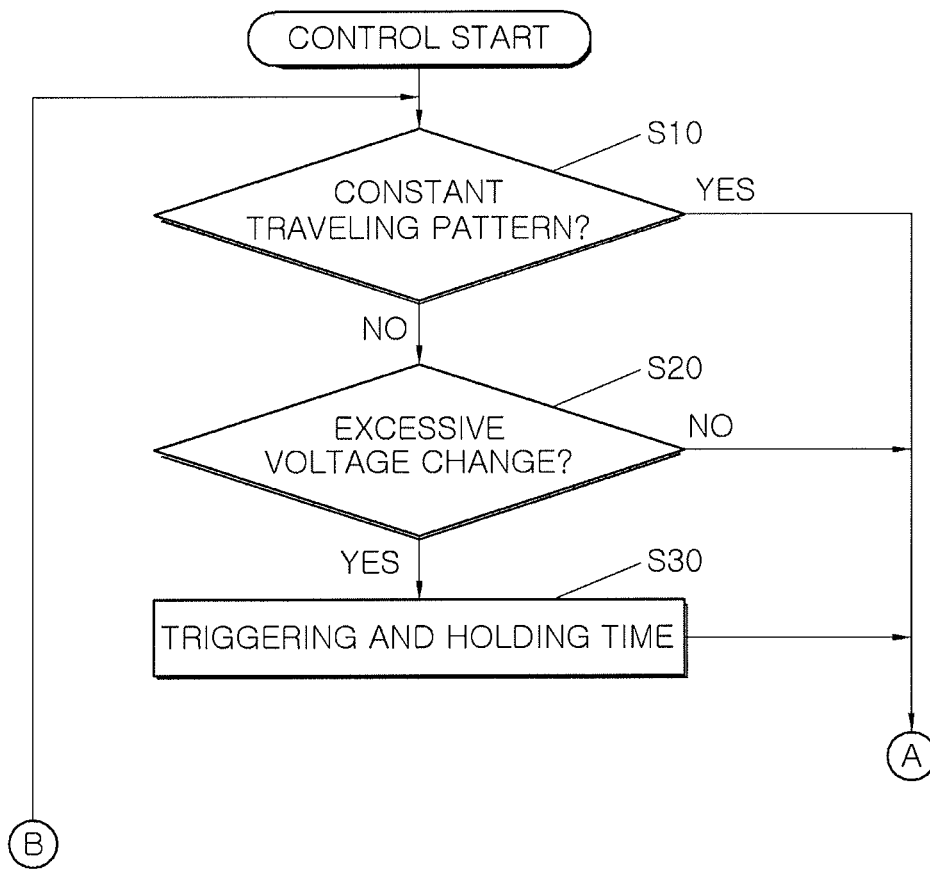 CONTROL START
S10
CONSTANT
TRAVELING PATTERN?
YES
NO
S20
EXCESSIVE
VOLTAGE CHANGE?
NO
YES
S30
TRIGGERING AND HOLDING TIME
A
B